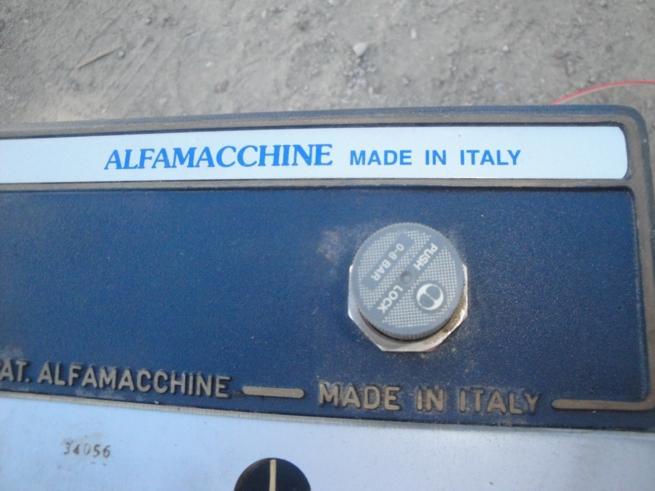 ALFAMACCHINE MADE IN ITALY
PUSH LOCK
0-8 BAR
AT. ALFAMACCHINE — MADE IN ITALY —
34056